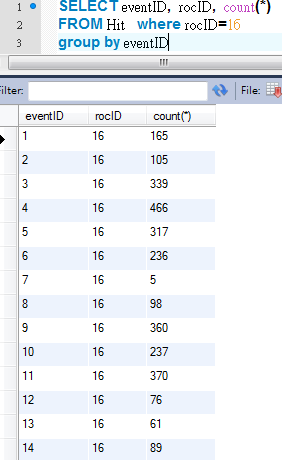 1 SELECT eventID, rocID, count(*)
2 FROM Hit where rocID=16
3 group by eventID
Filter: File:
eventID rocID count(*)
1 16 165
2 16 105
3 16 339
4 16 466
5 16 317
6 16 236
7 16 5
8 16 98
9 16 360
10 16 237
11 16 370
12 16 76
13 16 61
14 16 89